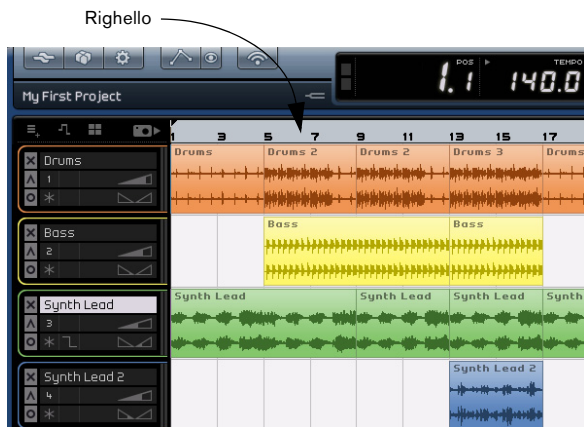 Righello
POS
TEMPO
1. 1
140.0
My First Project
1 3 5 7 9 11 13 15 17
Drums
1
Drums
Drums 2
Drums 2
Drums 3
Drums
Bass
2
Bass
Bass
Synth Lead
3
Synth Lead
Synth Lead
Synth Lead
Synth
Synth Lead 2
4
Synth Lead 2